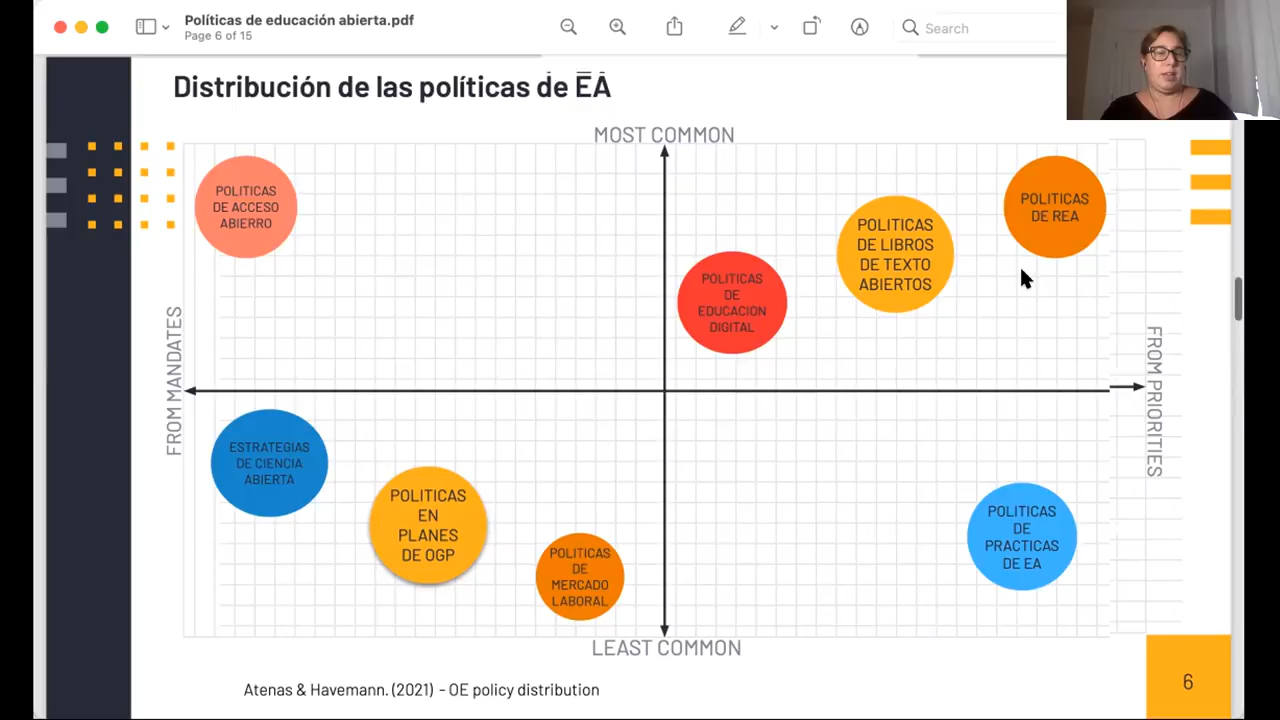 Políticas de educación abierta.pdf
Page 6 of 15
Search
Distribución de las políticas de EA
MOST COMMON
POLITICAS
DE ACCESO
ABIERRO
POLITICAS
DE REA
POLITICAS
DE LIBROS
DE TEXTO
ABIERTOS
POLITICAS
DE
EDUCACION
DIGITAL
FROM MANDATES
FROM PRIORITIES
ESTRATEGIAS
DE CIENCIA
ABIERTA
POLITICAS
EN
PLANES
DE OGP
POLITICAS
DE
MERCADO
LABORAL
POLITICAS
DE
PRACTICAS
DE EA
LEAST COMMON
Atenas & Havemann. (2021) - OE policy distribution
6